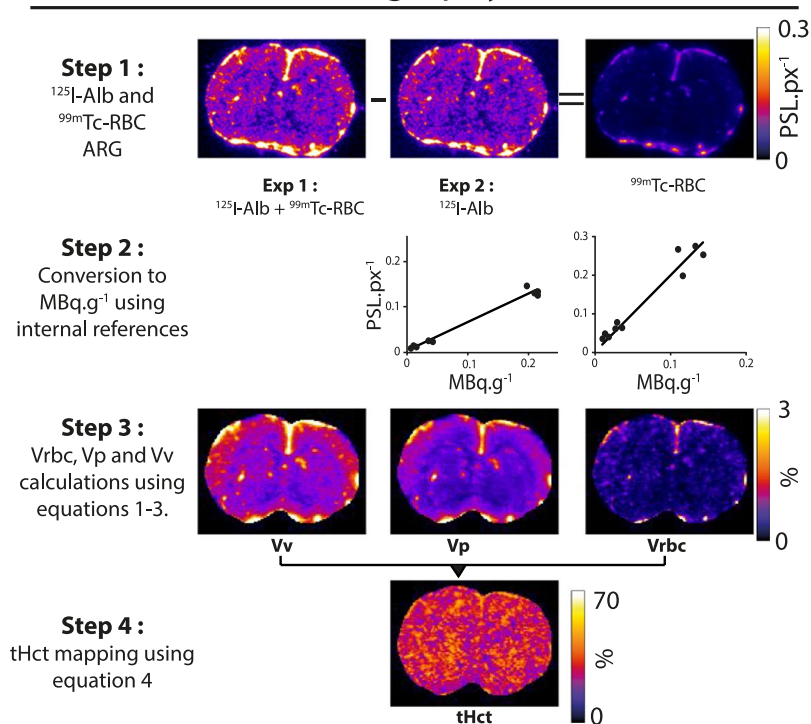 Step 1 :
¹²⁵I-Alb and
⁹⁹ᵐTc-RBC
ARG
0.3
PSL.px⁻¹
0
Exp 1 :
¹²⁵I-Alb + ⁹⁹ᵐTc-RBC
Exp 2 :
¹²⁵I-Alb
⁹⁹ᵐTc-RBC
Step 2 :
Conversion to
MBq.g⁻¹ using
internal references
PSL.px⁻¹
0.2
0.1
0
0 0.1 0.2
MBq.g⁻¹
0.3
0.2
0.1
0
0 0.1 0.2
MBq.g⁻¹
Step 3 :
Vrbc, Vp and Vv
calculations using
equations 1-3.
3
%
0
Vv Vp Vrbc
Step 4 :
tHct mapping using
equation 4
70
%
0
tHct